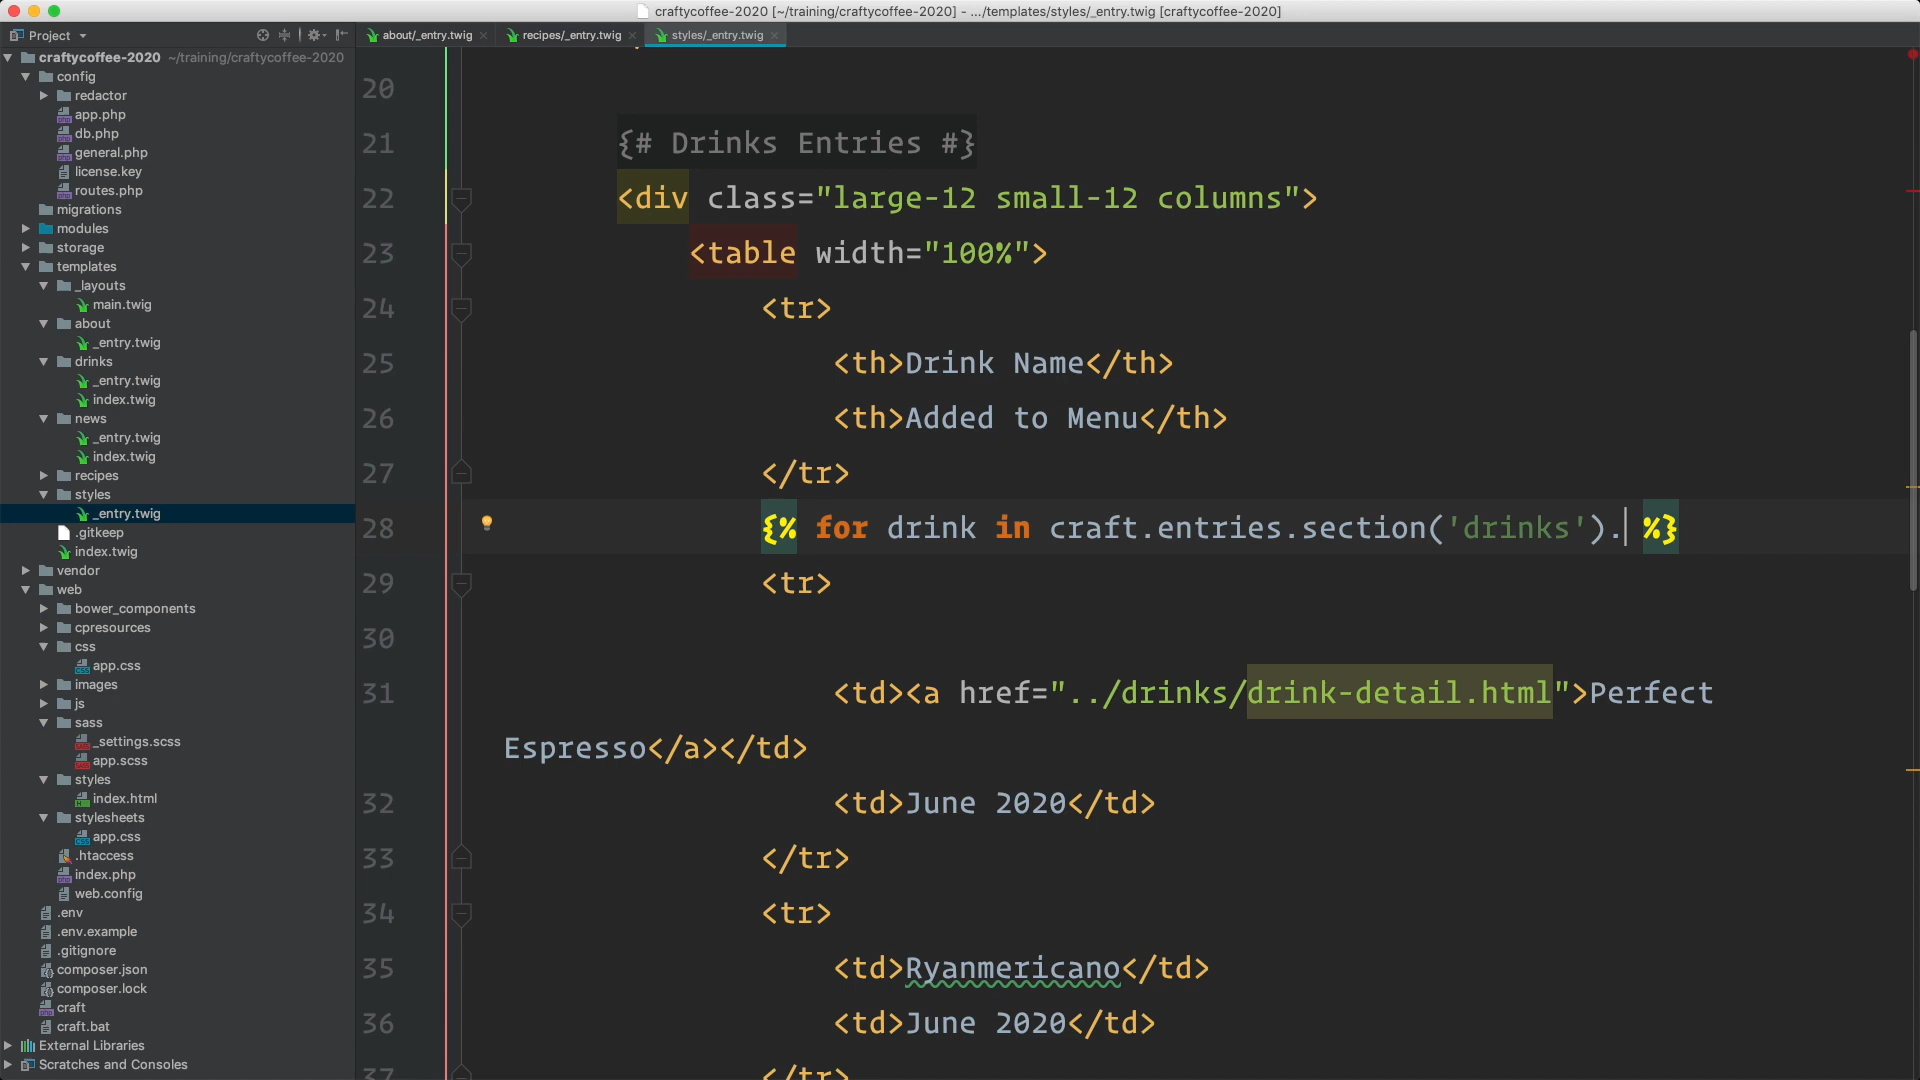 craftycoffee-2020 [~/training/craftycoffee-2020] - .../templates/styles/_entry.twig [craftycoffee-2020]
Project
about/_entry.twig
recipes/_entry.twig
styles/_entry.twig
craftycoffee-2020 ~/training/craftycoffee-2020
config
redactor
app.php
db.php
general.php
license.key
routes.php
migrations
modules
storage
templates
_layouts
main.twig
about
_entry.twig
drinks
_entry.twig
index.twig
news
_entry.twig
index.twig
recipes
styles
_entry.twig
.gitkeep
index.twig
vendor
web
bower_components
cpresources
css
app.css
images
js
sass
_settings.scss
app.scss
styles
index.html
stylesheets
app.css
.htaccess
index.php
web.config
.env
.env.example
.gitignore
composer.json
composer.lock
craft
craft.bat
External Libraries
Scratches and Consoles
20
21 {# Drinks Entries #}
22 <div class="large-12 small-12 columns">
23 <table width="100%">
24 <tr>
25 <th>Drink Name</th>
26 <th>Added to Menu</th>
27 </tr>
28 {% for drink in craft.entries.section('drinks'). %}
29 <tr>
30
31 <td><a href="../drinks/drink-detail.html">Perfect
Espresso</a></td>
32 <td>June 2020</td>
33 </tr>
34 <tr>
35 <td>Ryanmericano</td>
36 <td>June 2020</td>
37 </tr>